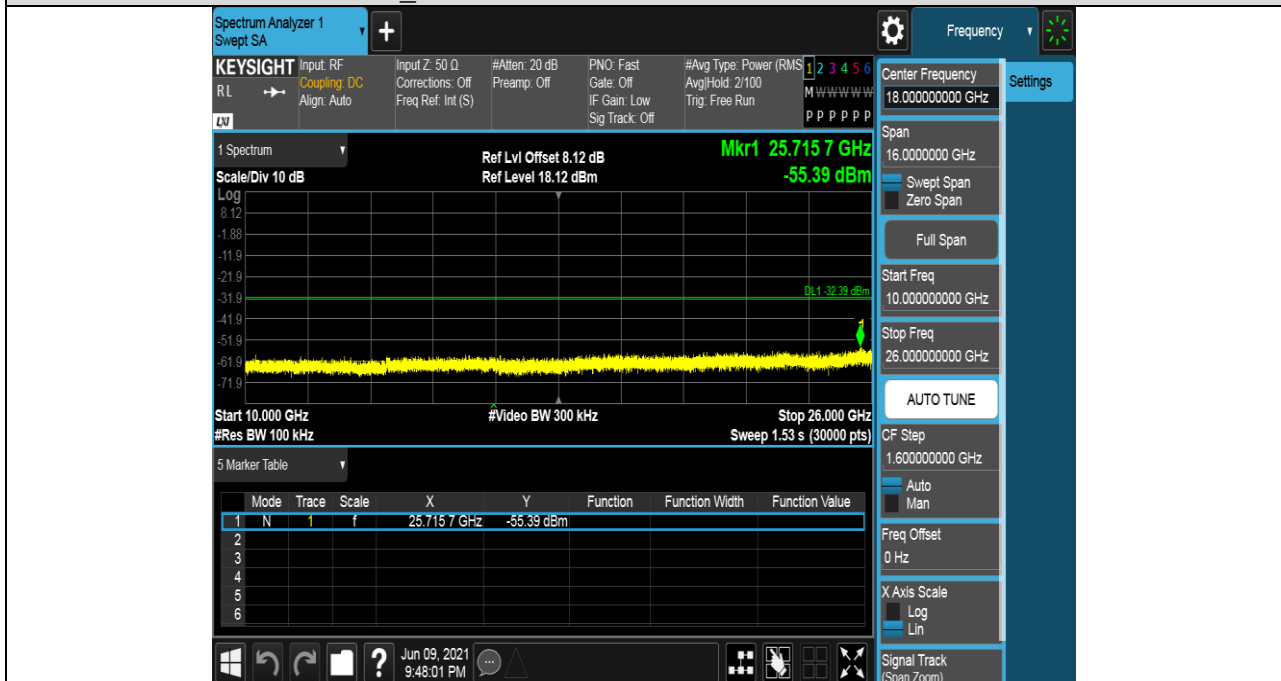 Spectrum Analyzer 1
Swept SA
Frequency
KEYSIGHT
RL
LXI
Input: RF
Coupling: DC
Align: Auto
Input Z: 50 Ω
Corrections: Off
Freq Ref: Int (S)
#Atten: 20 dB
Preamp: Off
PNO: Fast
Gate: Off
IF Gain: Low
Sig Track: Off
#Avg Type: Power (RMS
Avg|Hold: 2/100
Trig: Free Run
1 2 3 4 5 6
M W W W W W
P P P P P P
1 Spectrum
Scale/Div 10 dB
Ref Lvl Offset 8.12 dB
Ref Level 18.12 dBm
Mkr1 25.715 7 GHz
-55.39 dBm
Log
8.12
-1.88
-11.9
-21.9
-31.9
-41.9
-51.9
-61.9
-71.9
DL1 -32.39 dBm
1
Start 10.000 GHz
#Res BW 100 kHz
#Video BW 300 kHz
Stop 26.000 GHz
Sweep 1.53 s (30000 pts)
5 Marker Table
Mode Trace Scale X Y Function Function Width Function Value
1 N 1 f 25.715 7 GHz -55.39 dBm
2
3
4
5
6
?
Jun 09, 2021
9:48:01 PM
Center Frequency
18.000000000 GHz
Span
16.0000000 GHz
Swept Span
Zero Span
Full Span
Start Freq
10.000000000 GHz
Stop Freq
26.000000000 GHz
AUTO TUNE
CF Step
1.600000000 GHz
Auto
Man
Freq Offset
0 Hz
X Axis Scale
Log
Lin
Signal Track
(Span Zoom)
Settings